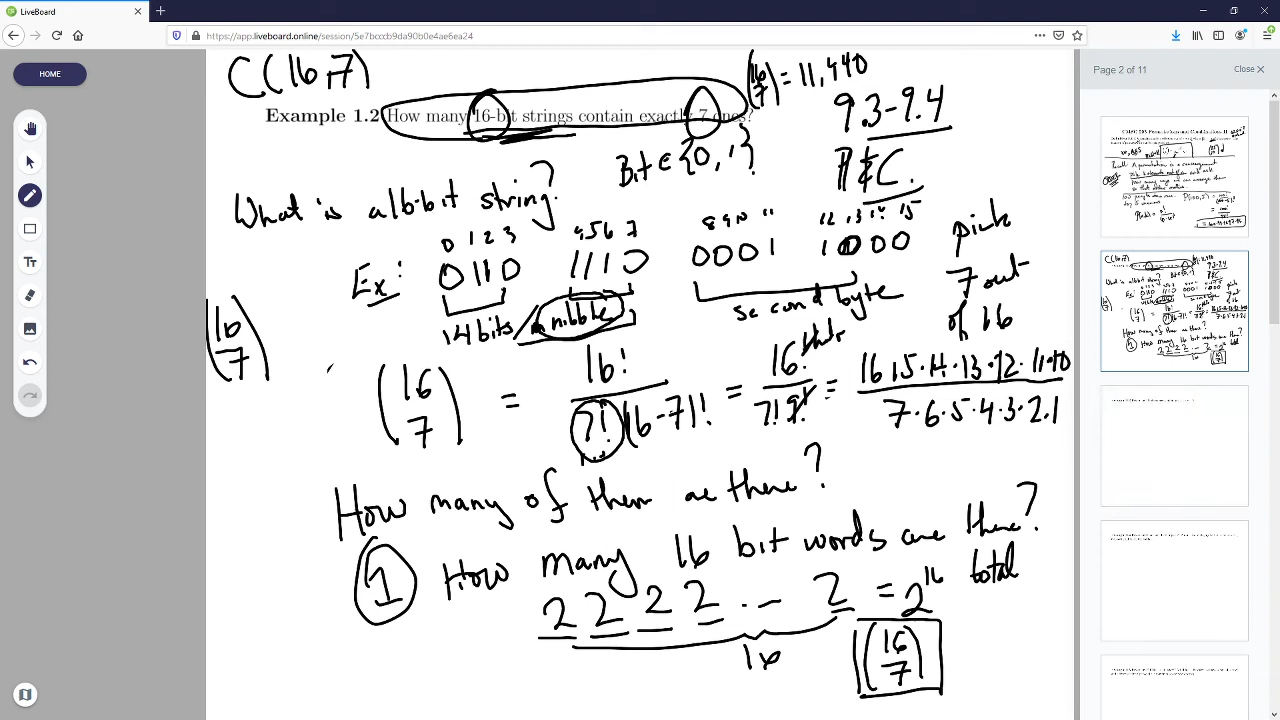 LiveBoard
https://app.liveboard.online/session/5e7bcccb9da90b0e4ae6ea24
HOME
Page 2 of 11
Close
C(16,7)
Example 1.2 How many 16-bit strings contain exactly 7 ones?
(16 7) = 11,440
9.3-9.4
P&C.
Bit ∈ {0, 1}
What is a 16-bit string?
0 1 2 3 4 5 6 7 8 9 10 11 12 13 14 15
Ex: 0110 1110 0001 1000
pick
7 out
of 16
14 bits nibble
second byte
(16 7)
(16 7) = 16! / 7!(16-7)! = 16! / 7!9! = 16 15·14·13·12·11·10 / 7·6·5·4·3·2·1
How many of them are there?
1 How many 16 bit words are there?
total
2 2 2 2 ... 2 = 2^16
16
(16 7)